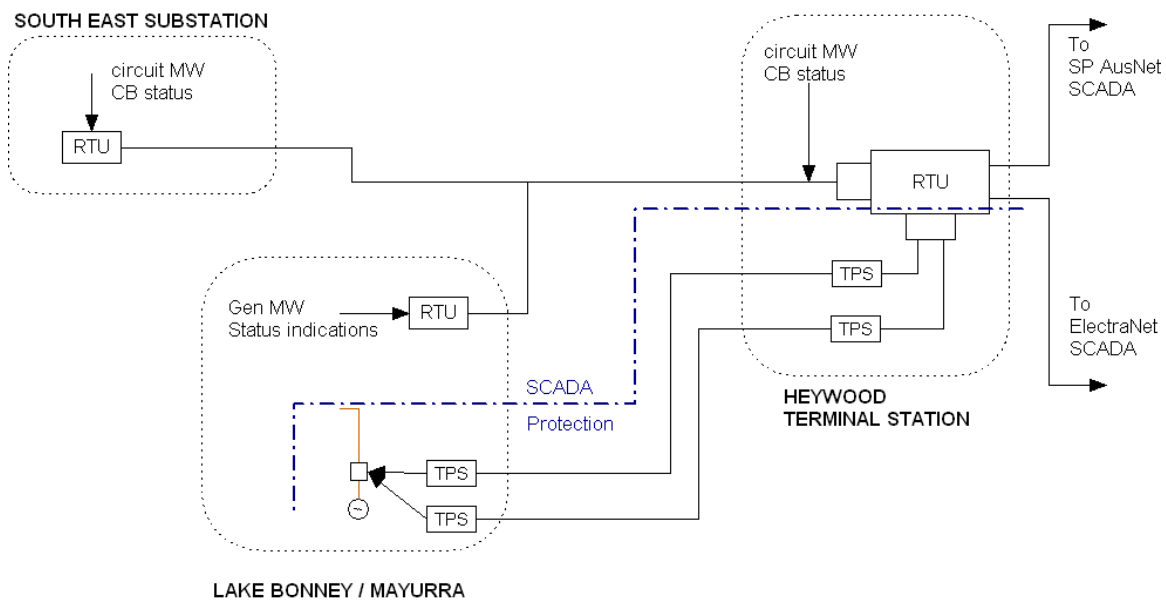 SOUTH EAST SUBSTATION
circuit MW
CB status
RTU
circuit MW
CB status
RTU
To
SP AusNet
SCADA
To
ElectraNet
SCADA
TPS
TPS
HEYWOOD
TERMINAL STATION
Gen MW
Status indications
RTU
SCADA
Protection
TPS
TPS
~
LAKE BONNEY / MAYURRA